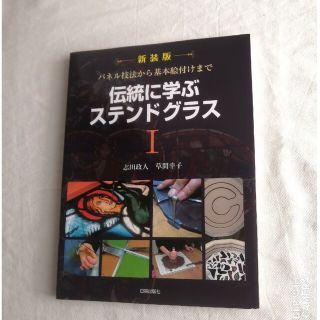 新装版
パネル技法から基本絵付けまで
伝統に学ぶ
ステンドグラス
I
志田政人 草間幸子